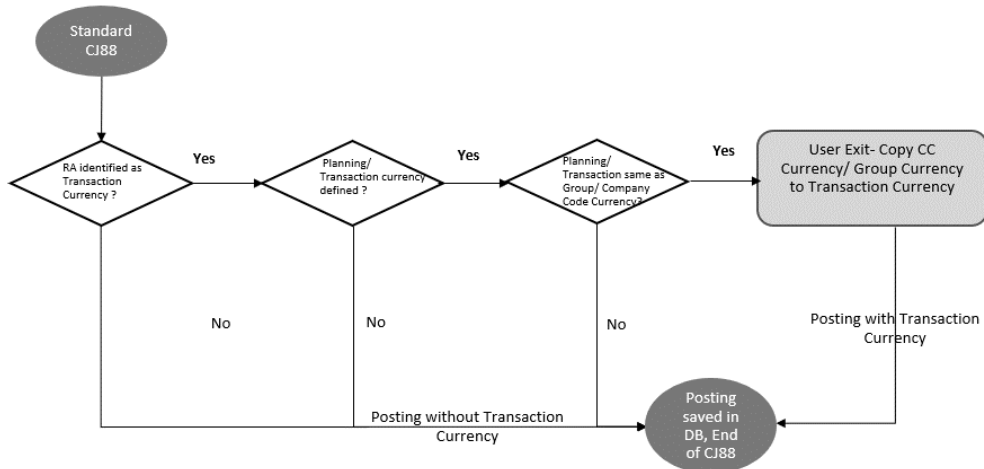 Standard
CJ88
RA identified as
Transaction
Currency ?
Yes
Planning/
Transaction currency
defined ?
Yes
Planning/
Transaction same as
Group/ Company
Code Currency?
Yes
User Exit- Copy CC
Currency/ Group Currency
to Transaction Currency
No
No
No
Posting with Transaction
Currency
Posting without Transaction
Currency
Posting
saved in
DB, End
of CJ88